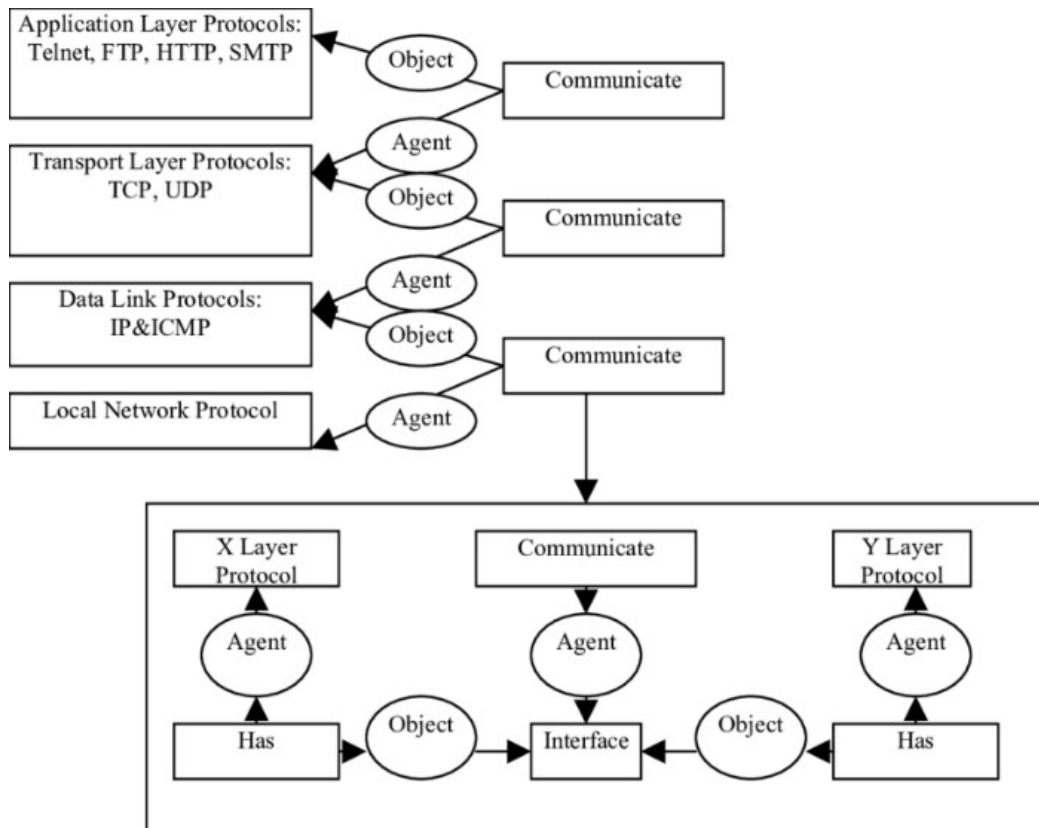 Application Layer Protocols:
Telnet, FTP, HTTP, SMTP
Object
Communicate
Agent
Transport Layer Protocols:
TCP, UDP
Object
Communicate
Agent
Data Link Protocols:
IP&ICMP
Object
Communicate
Local Network Protocol
Agent
X Layer
Protocol
Communicate
Y Layer
Protocol
Agent
Agent
Agent
Has
Object
Interface
Object
Has